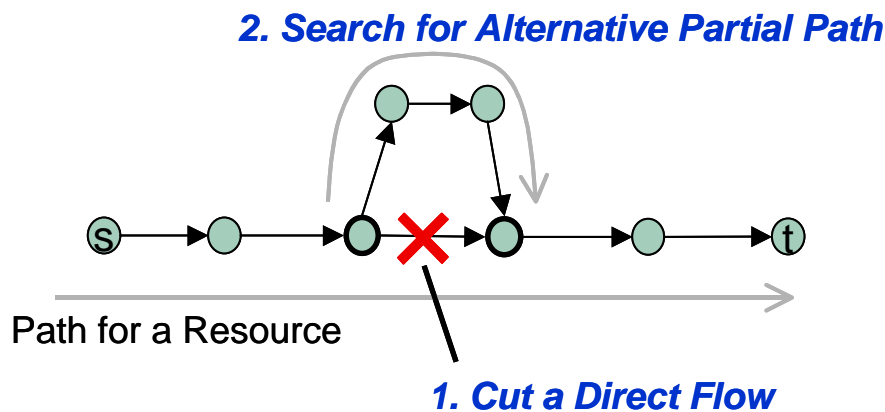 2. Search for Alternative Partial Path
s
t
Path for a Resource
1. Cut a Direct Flow